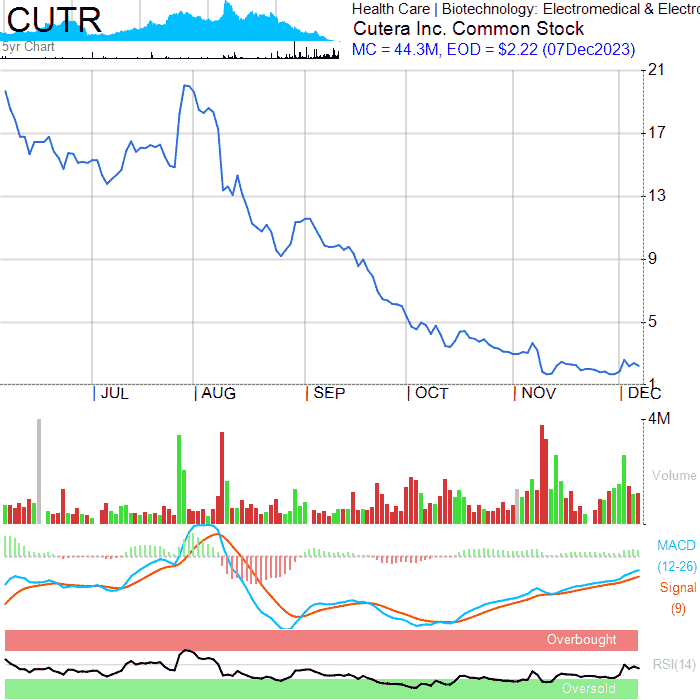 CUTR
5yr Chart
Health Care | Biotechnology: Electromedical & Electro
Cutera Inc. Common Stock
MC = 44.3M, EOD = $2.22 (07Dec2023)
21
17
13
9
5
1
JUL AUG SEP OCT NOV DEC
4M
Volume
MACD
(12-26)
Signal
(9)
Overbought
RSI(14)
Oversold